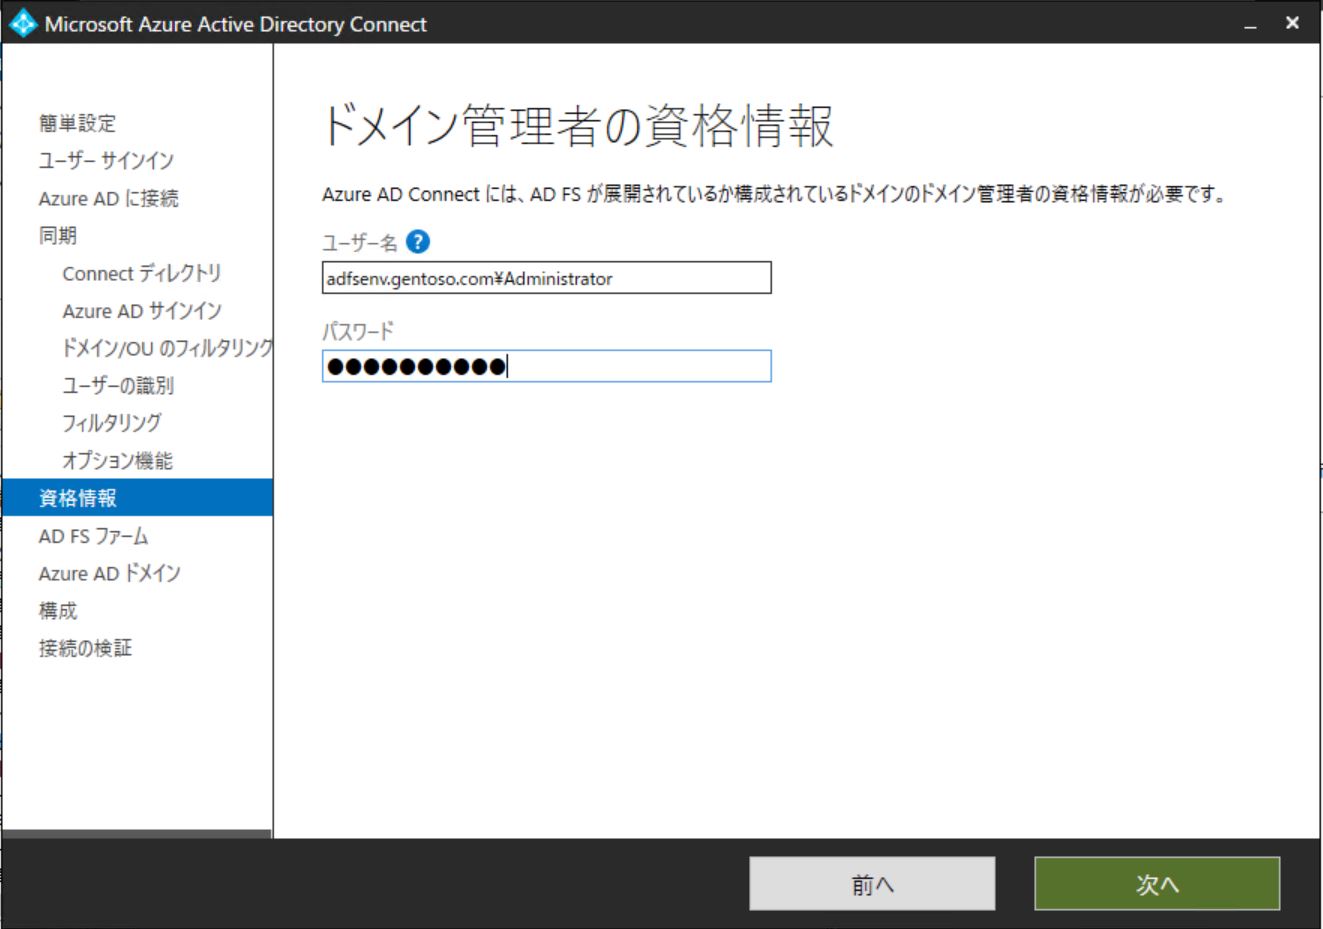 Microsoft Azure Active Directory Connect
簡単設定
ユーザー サインイン
Azure AD に接続
同期
Connect ディレクトリ
Azure AD サインイン
ドメイン/OU のフィルタリング
ユーザーの識別
フィルタリング
オプション機能
資格情報
AD FS ファーム
Azure AD ドメイン
構成
接続の検証
ドメイン管理者の資格情報
Azure AD Connect には、AD FS が展開されているか構成されているドメインのドメイン管理者の資格情報が必要です。
ユーザー名 ?
adfsenv.gentoso.com¥Administrator
パスワード
●●●●●●●●●●
前へ
次へ